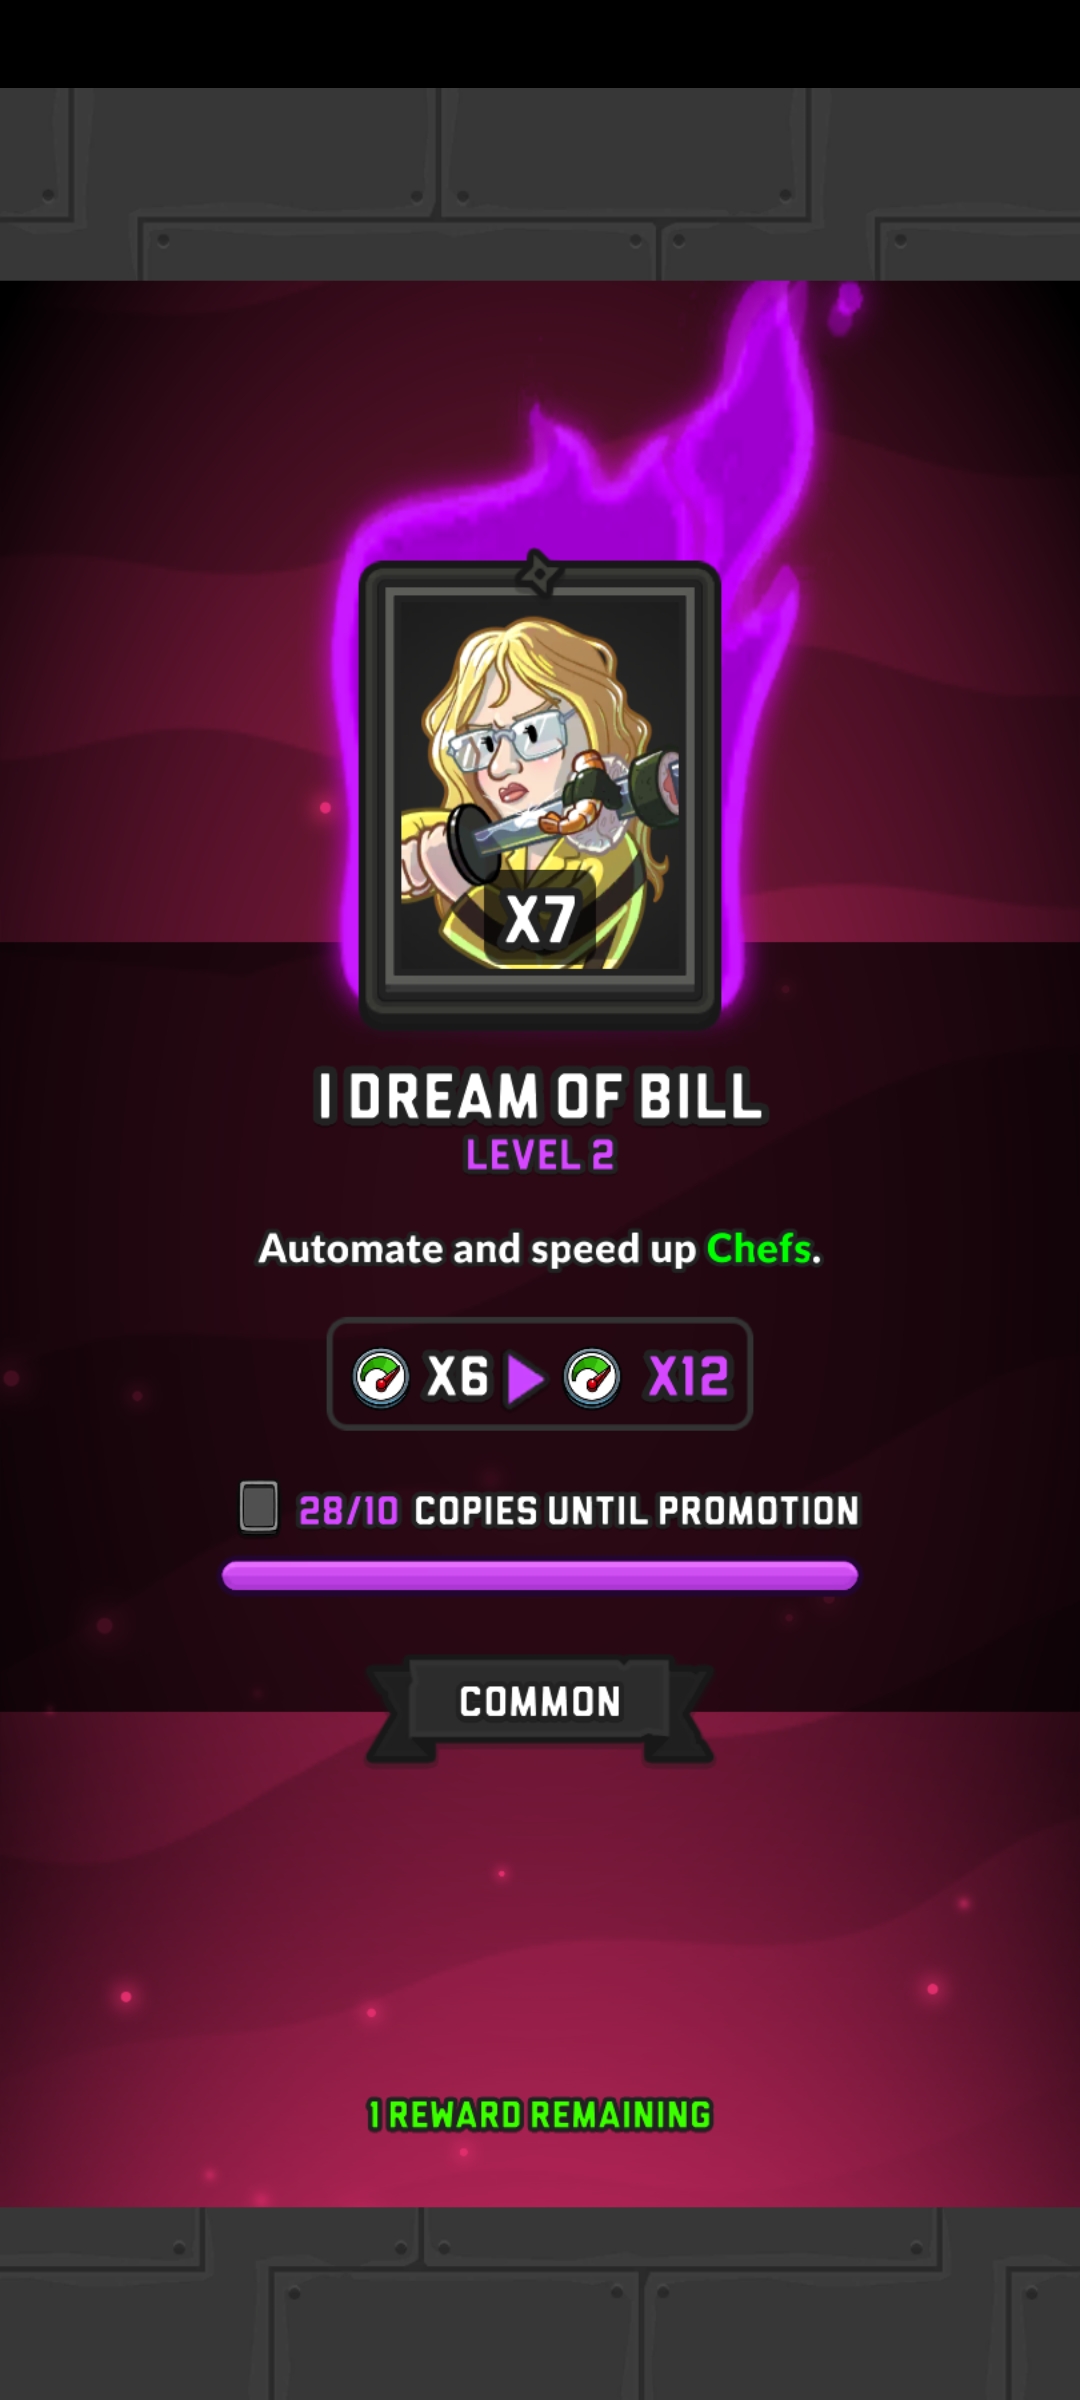 X7
I DREAM OF BILL
LEVEL 2
Automate and speed up Chefs.
X6 X12
28/10 COPIES UNTIL PROMOTION
COMMON
1 REWARD REMAINING